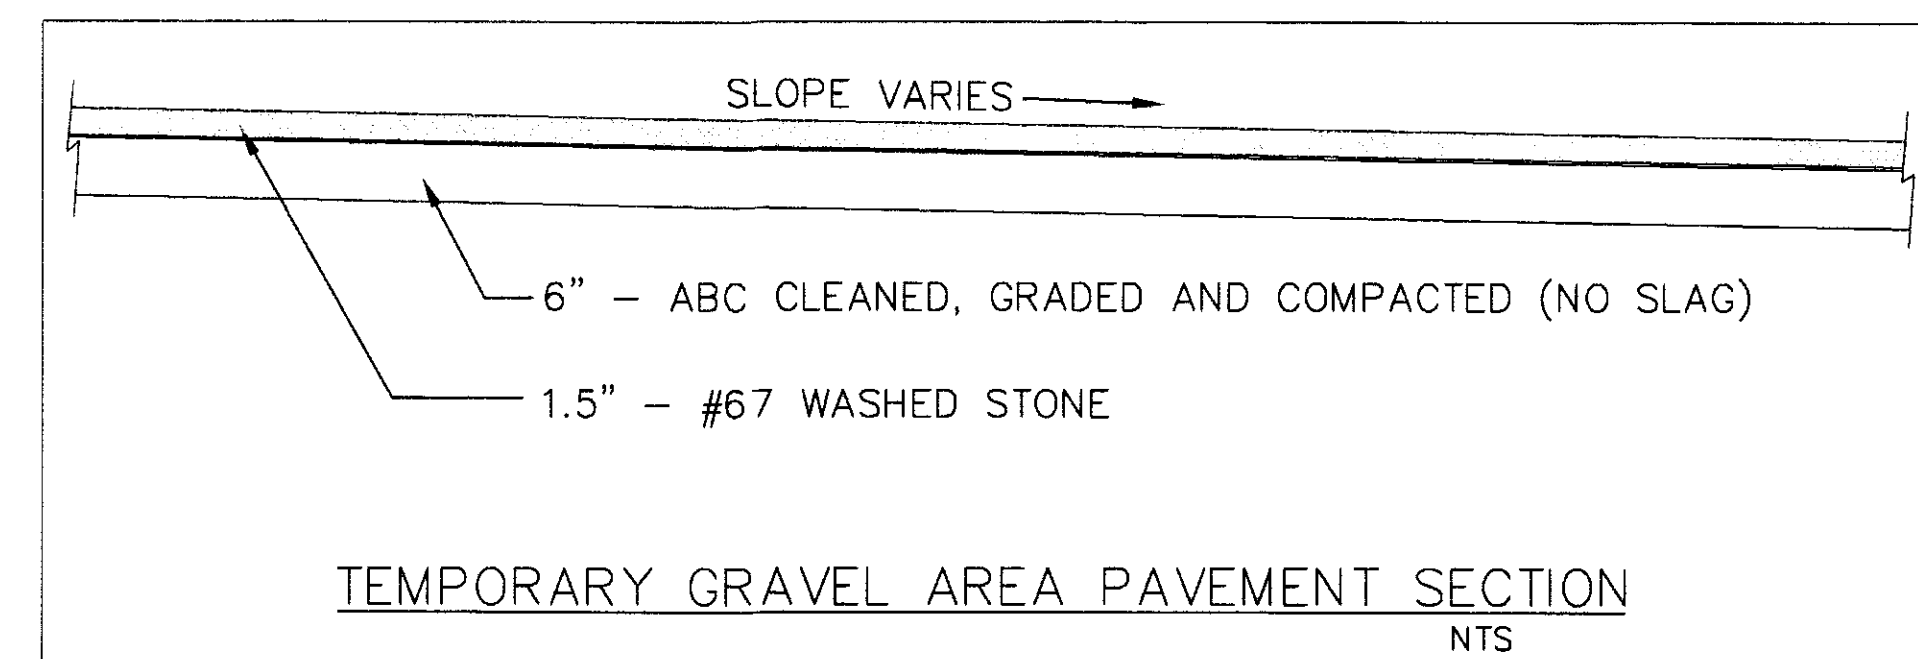 SLOPE VARIES
6” – ABC CLEANED, GRADED AND COMPACTED (NO SLAG)
1.5” – #67 WASHED STONE
TEMPORARY GRAVEL AREA PAVEMENT SECTION
NTS